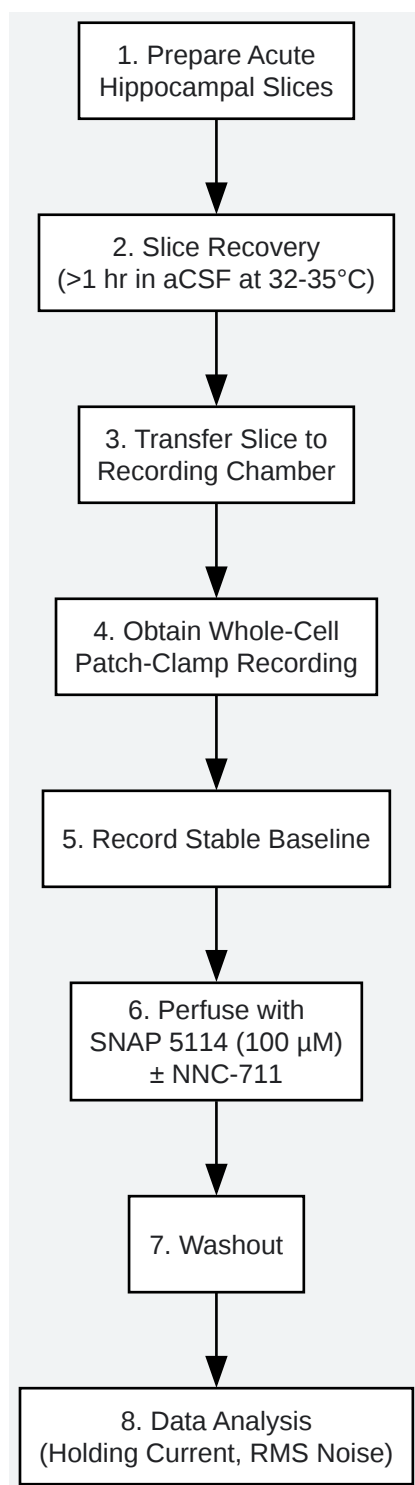 1. Prepare Acute
Hippocampal Slices
2. Slice Recovery
(>1 hr in aCSF at 32-35°C)
3. Transfer Slice to
Recording Chamber
4. Obtain Whole-Cell
Patch-Clamp Recording
5. Record Stable Baseline
6. Perfuse with
SNAP 5114 (100 µM)
± NNC-711
7. Washout
8. Data Analysis
(Holding Current, RMS Noise)